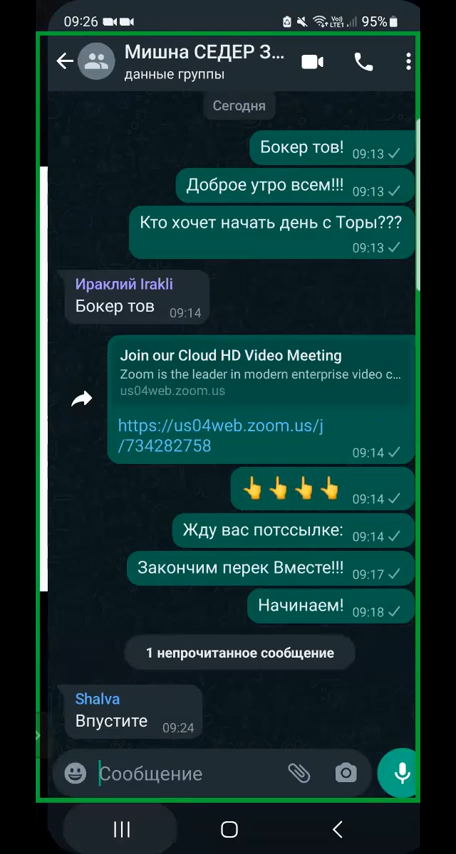 09:26
Vo) LTE1 95%
Мишна СЕДЕР З...
данные группы
Сегодня
Бокер тов! 09:13
Доброе утро всем!!! 09:13
Кто хочет начать день с Торы???
09:13
Ираклий Irakli
Бокер тов 09:14
Join our Cloud HD Video Meeting
Zoom is the leader in modern enterprise video c...
us04web.zoom.us
https://us04web.zoom.us/j
/734282758
09:14
👆👆👆👆 09:14
Жду вас потссылке: 09:14
Закончим перек Вместе!!! 09:17
Начинаем! 09:18
1 непрочитанное сообщение
Shalva
Впустите 09:24
Сообщение